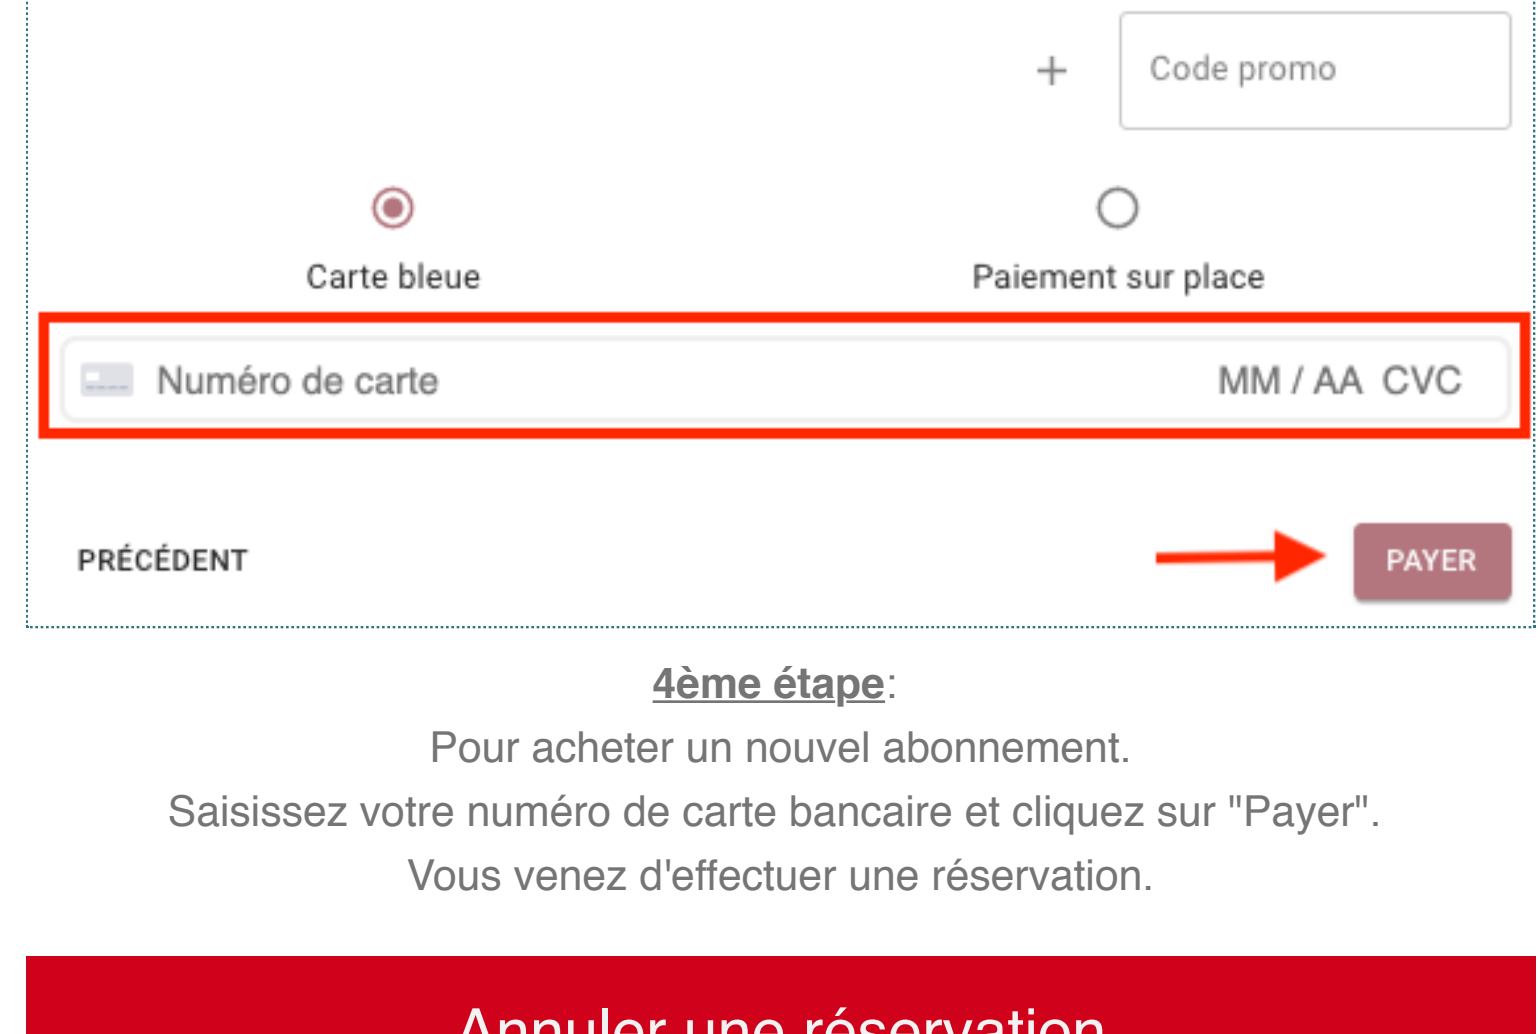 Code promo
Carte bleue
Paiement sur place
Numéro de carte MM / AA CVC
PRÉCÉDENT
PAYER
4ème étape:
Pour acheter un nouvel abonnement.
Saisissez votre numéro de carte bancaire et cliquez sur "Payer".
Vous venez d'effectuer une réservation.
Annuler une réservation